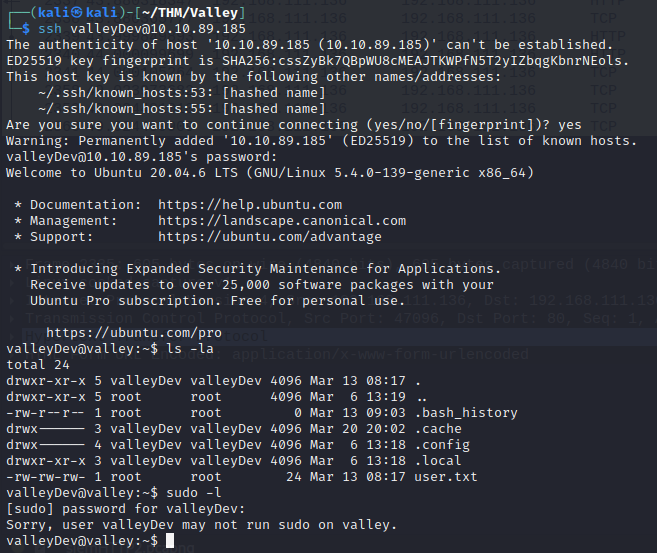 ┌──(kali㉿kali)-[~/THM/Valley]
└─$ ssh valleyDev@10.10.89.185
The authenticity of host '10.10.89.185 (10.10.89.185)' can't be established.
ED25519 key fingerprint is SHA256:cssZyBk7QBpWU8cMEAJTKWPfN5T2yIZbqgKbnrNEols.
This host key is known by the following other names/addresses:
    ~/.ssh/known_hosts:53: [hashed name]
    ~/.ssh/known_hosts:55: [hashed name]
Are you sure you want to continue connecting (yes/no/[fingerprint])? yes
Warning: Permanently added '10.10.89.185' (ED25519) to the list of known hosts.
valleyDev@10.10.89.185's password:
Welcome to Ubuntu 20.04.6 LTS (GNU/Linux 5.4.0-139-generic x86_64)
 * Documentation:  https://help.ubuntu.com
 * Management:     https://landscape.canonical.com
 * Support:        https://ubuntu.com/advantage
 * Introducing Expanded Security Maintenance for Applications.
   Receive updates to over 25,000 software packages with your
   Ubuntu Pro subscription. Free for personal use.
     https://ubuntu.com/pro
valleyDev@valley:~$ ls -la
total 24
drwxr-xr-x 5 valleyDev valleyDev 4096 Mar 13 08:17 .
drwxr-xr-x 5 root      root      4096 Mar  6 13:19 ..
-rw-r--r-- 1 root      root         0 Mar 13 09:03 .bash_history
drwx------ 3 valleyDev valleyDev 4096 Mar 20 20:02 .cache
drwx------ 4 valleyDev valleyDev 4096 Mar  6 13:18 .config
drwxr-xr-x 3 valleyDev valleyDev 4096 Mar  6 13:18 .local
-rw-rw-rw- 1 root      root        24 Mar 13 08:17 user.txt
valleyDev@valley:~$ sudo -l
[sudo] password for valleyDev:
Sorry, user valleyDev may not run sudo on valley.
valleyDev@valley:~$